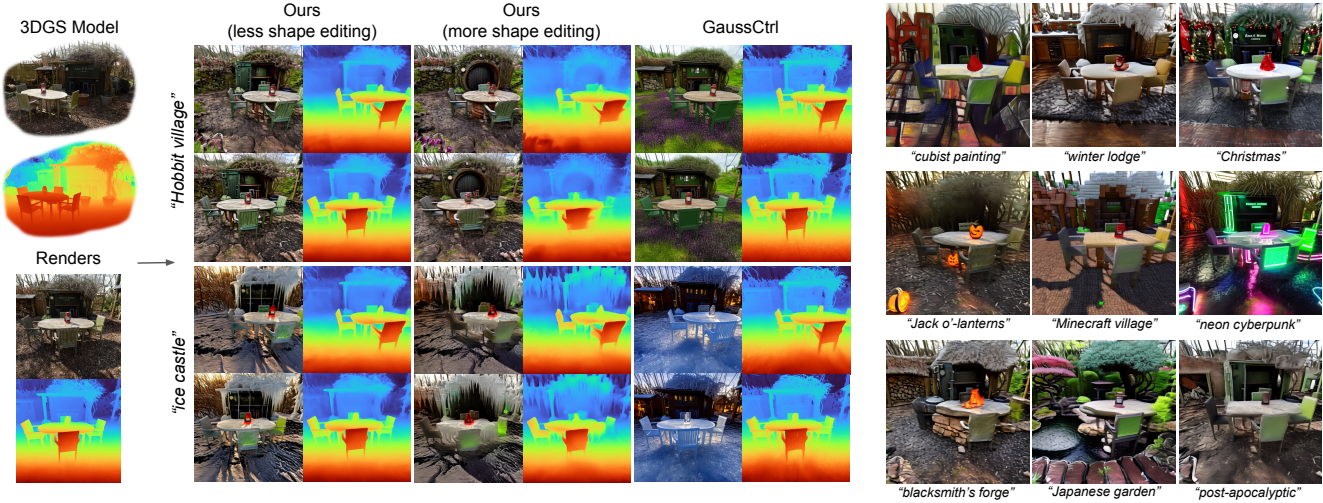 3DGS Model
Renders
Ours
(less shape editing)
Ours
(more shape editing)
GaussCtrl
"Hobbit village"
"ice castle"
"cubist painting"
"winter lodge"
"Christmas"
"Jack o'-lanterns"
"Minecraft village"
"neon cyberpunk"
"blacksmith's forge"
"Japanese garden"
"post-apocalyptic"